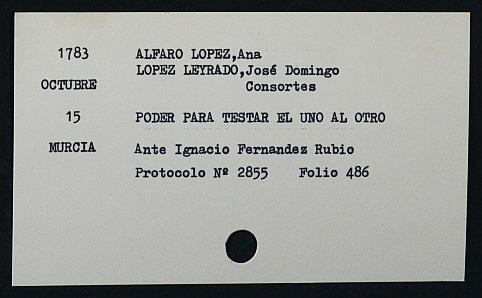 1783 ALFARO LOPEZ,Ana
LOPEZ LEYRADO,José Domingo
OCTUBRE Consortes
15 PODER PARA TESTAR EL UNO AL OTRO
MURCIA Ante Ignacio Fernandez Rubio
Protocolo Nº 2855 Folio 486